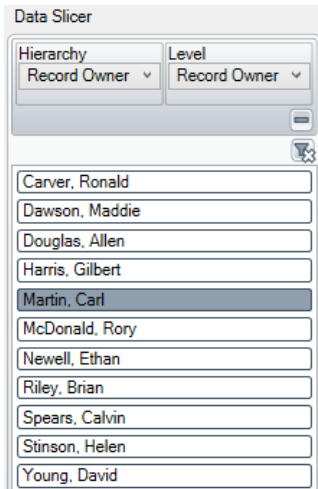 Data Slicer
Hierarchy
Level
Record Owner
Record Owner
Carver, Ronald
Dawson, Maddie
Douglas, Allen
Harris, Gilbert
Martin, Carl
McDonald, Rory
Newell, Ethan
Riley, Brian
Spears, Calvin
Stinson, Helen
Young, David